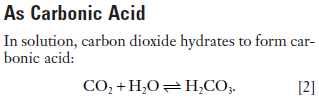 As Carbonic Acid
In solution, carbon dioxide hydrates to form car-
bonic acid:
CO₂ + H₂O ⇌ H₂CO₃. [2]